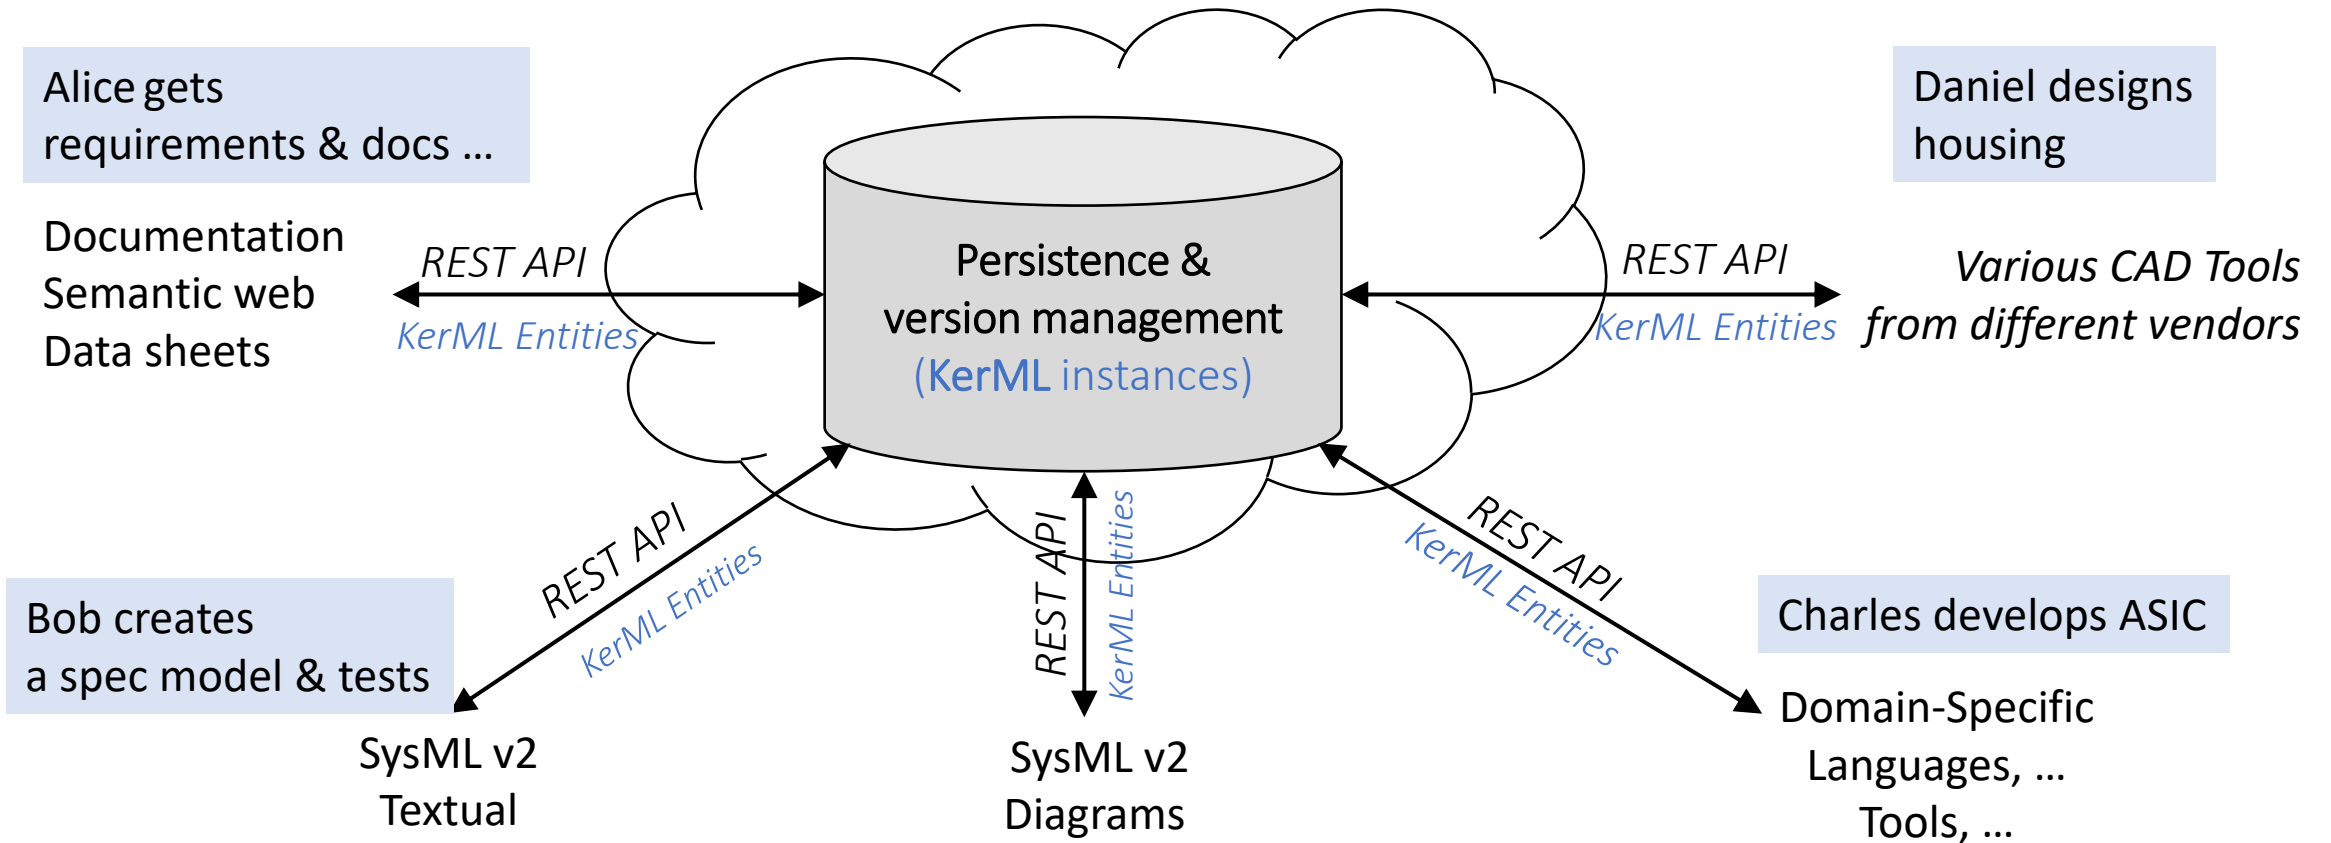 Alice gets
requirements & docs ...
Documentation
Semantic web
Data sheets
REST API
KerML Entities
Persistence &
version management
(KerML instances)
Daniel designs
housing
REST API
KerML Entities
Various CAD Tools
from different vendors
Bob creates
a spec model & tests
REST API
KerML Entities
SysML v2
Textual
REST API
KerML Entities
SysML v2
Diagrams
REST API
KerML Entities
Charles develops ASIC
Domain-Specific
Languages, ...
Tools, ...